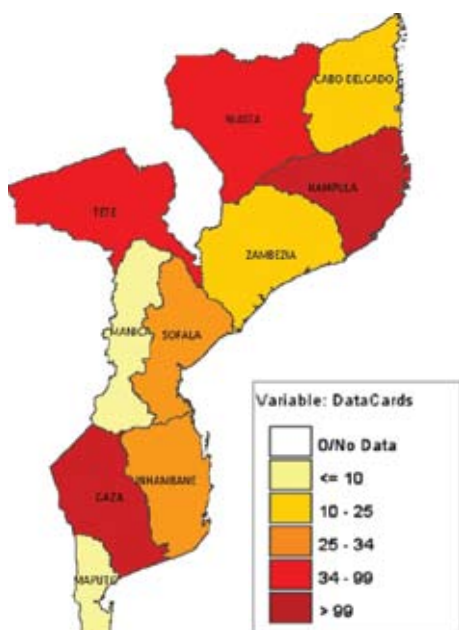 CABO DELGADO
NIASSA
NAMPULA
TETE
ZAMBEZIA
MANICA
SOFALA
INHAMBANE
GAZA
MAPUTO
Variable: DataCards
0/No Data
<= 10
10 - 25
25 - 34
34 - 99
> 99